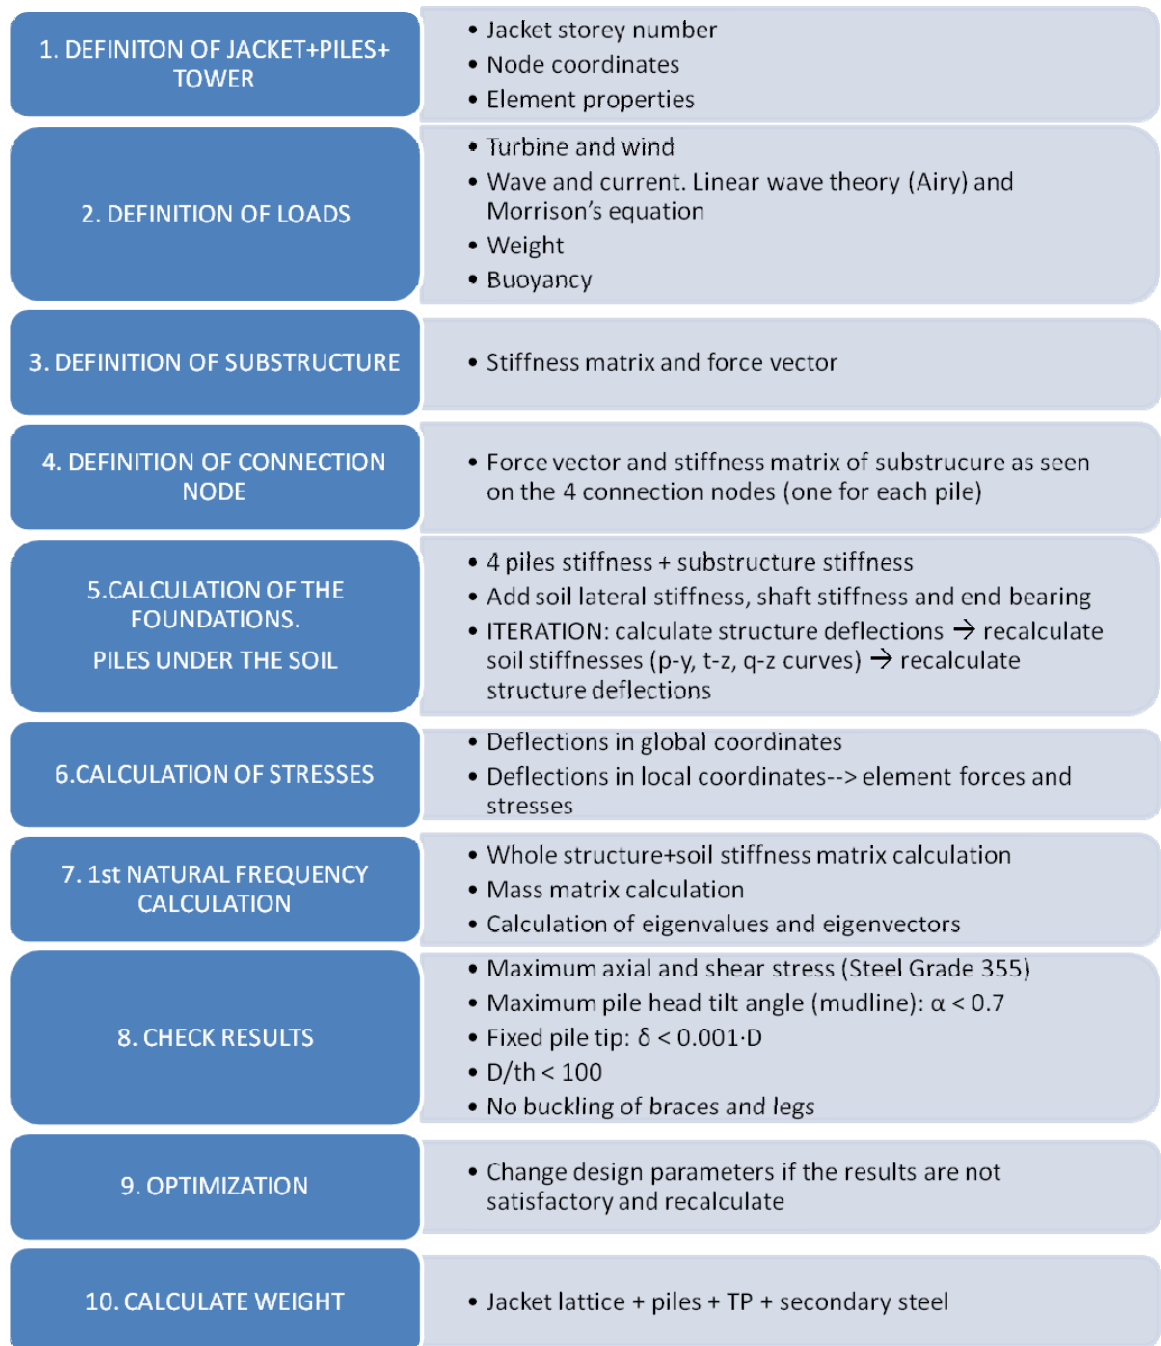 1. DEFINITON OF JACKET+PILES+
TOWER
• Jacket storey number
• Node coordinates
• Element properties
2. DEFINITION OF LOADS
• Turbine and wind
• Wave and current. Linear wave theory (Airy) and
Morrison's equation
• Weight
• Buoyancy
3. DEFINITION OF SUBSTRUCTURE
• Stiffness matrix and force vector
4. DEFINITION OF CONNECTION
NODE
• Force vector and stiffness matrix of substrucure as seen
on the 4 connection nodes (one for each pile)
5.CALCULATION OF THE
FOUNDATIONS.
PILES UNDER THE SOIL
• 4 piles stiffness + substructure stiffness
• Add soil lateral stiffness, shaft stiffness and end bearing
• ITERATION: calculate structure deflections → recalculate
soil stiffnesses (p-y, t-z, q-z curves) → recalculate
structure deflections
6.CALCULATION OF STRESSES
• Deflections in global coordinates
• Deflections in local coordinates--> element forces and
stresses
7. 1st NATURAL FREQUENCY
CALCULATION
• Whole structure+soil stiffness matrix calculation
• Mass matrix calculation
• Calculation of eigenvalues and eigenvectors
8. CHECK RESULTS
• Maximum axial and shear stress (Steel Grade 355)
• Maximum pile head tilt angle (mudline): α < 0.7
• Fixed pile tip: δ < 0.001·D
• D/th < 100
• No buckling of braces and legs
9. OPTIMIZATION
• Change design parameters if the results are not
satisfactory and recalculate
10. CALCULATE WEIGHT
• Jacket lattice + piles + TP + secondary steel